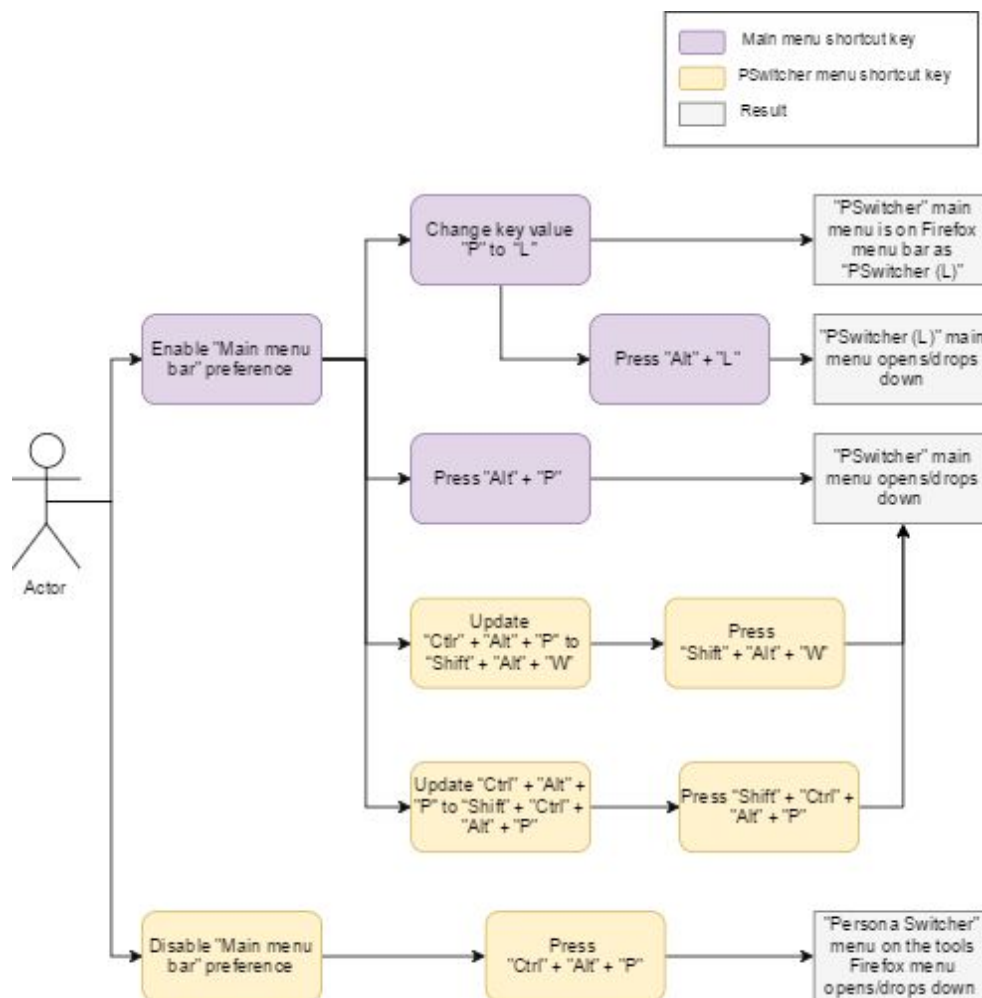 Main menu shortcut key
PSwitcher menu shortcut key
Result
Change key value
"P" to "L"
"PSwitcher" main
menu is on Firefox
menu bar as
"PSwitcher (L)"
Enable "Main menu
bar" preference
Press "Alt" + "L"
"PSwitcher (L)" main
menu opens/drops
down
Press "Alt" + "P"
"PSwitcher" main
menu opens/drops
down
Actor
Update
"Ctlr" + "Alt" + "P" to
"Shift" + "Alt" + "W"
Press
"Shift" + "Alt" + "W"
Update "Ctrl" + "Alt" +
"P" to "Shift" + "Ctrl" +
"Alt" + "P"
Press "Shift" + "Ctrl" +
"Alt" + "P"
Disable "Main menu
bar" preference
Press
"Ctrl" + "Alt" + "P"
"Persona Switcher"
menu on the tools
Firefox menu
opens/drops down